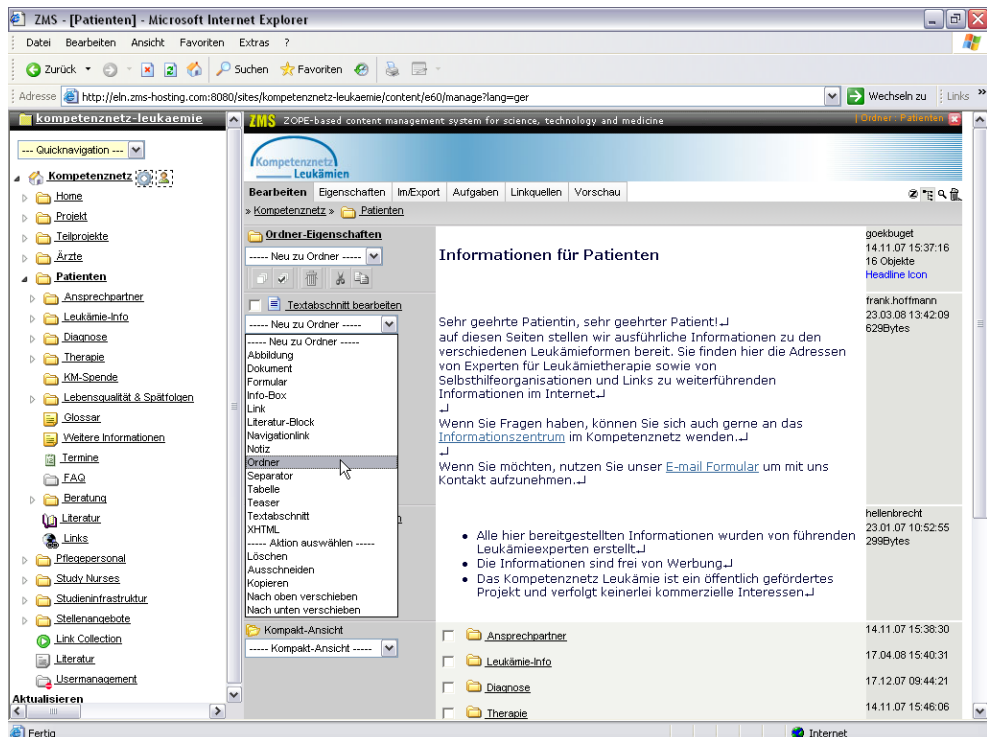 ZMS - [Patienten] - Microsoft Internet Explorer
Datei Bearbeiten Ansicht Favoriten Extras ?
Zurück Suchen Favoriten
Adresse http://eln.zms-hosting.com:8080/sites/kompetenznetz-leukaemie/content/e60/manage?lang=ger Wechseln zu Links »
kompetenznetz-leukaemie
--- Quicknavigation ---
Kompetenznetz
Home
Projekt
Teilprojekte
Ärzte
Patienten
Ansprechpartner
Leukämie-Info
Diagnose
Therapie
KM-Spende
Lebensqualität & Spätfolgen
Glossar
Weitere Informationen
Termine
FAQ
Beratung
Literatur
Links
Pflegepersonal
Study Nurses
Studieninfrastruktur
Stellenangebote
Link Collection
Literatur
Usermanagement
Aktualisieren
ZMS ZOPE-based content management system for science, technology and medicine | Ordner: Patienten
Kompetenznetz
Leukämien
Bearbeiten Eigenschaften Im/Export Aufgaben Linkquellen Vorschau
» Kompetenznetz » Patienten
Ordner-Eigenschaften
----- Neu zu Ordner -----
Informationen für Patienten
goekbuget
14.11.07 15:37:16
16 Objekte
Headline Icon
Textabschnitt bearbeiten
----- Neu zu Ordner -----
----- Neu zu Ordner -----
Abbildung
Dokument
Formular
Info-Box
Link
Literatur-Block
Navigationlink
Notiz
Ordner
Separator
Tabelle
Teaser
Textabschnitt
XHTML
----- Aktion auswählen -----
Löschen
Ausschneiden
Kopieren
Nach oben verschieben
Nach unten verschieben
Sehr geehrte Patientin, sehr geehrter Patient!↵
auf diesen Seiten stellen wir ausführliche Informationen zu den
verschiedenen Leukämieformen bereit. Sie finden hier die Adressen
von Experten für Leukämietherapie sowie von
Selbsthilfeorganisationen und Links zu weiterführenden
Informationen im Internet.↵
↵
Wenn Sie Fragen haben, können Sie sich auch gerne an das
Informationszentrum im Kompetenznetz wenden.↵
↵
Wenn Sie möchten, nutzen Sie unser E-mail Formular um mit uns
Kontakt aufzunehmen.↵
frank.hoffmann
23.03.08 13:42:09
629Bytes
• Alle hier bereitgestellten Informationen wurden von führenden
Leukämieexperten erstellt↵
• Die Informationen sind frei von Werbung↵
• Das Kompetenznetz Leukämie ist ein öffentlich gefördertes
Projekt und verfolgt keinerlei kommerzielle Interessen↵
hellenbrecht
23.01.07 10:52:55
299Bytes
Kompakt-Ansicht
----- Kompakt-Ansicht -----
Ansprechpartner 14.11.07 15:38:30
Leukämie-Info 17.04.08 15:40:31
Diagnose 17.12.07 09:44:21
Therapie 14.11.07 15:46:06
Fertig Internet